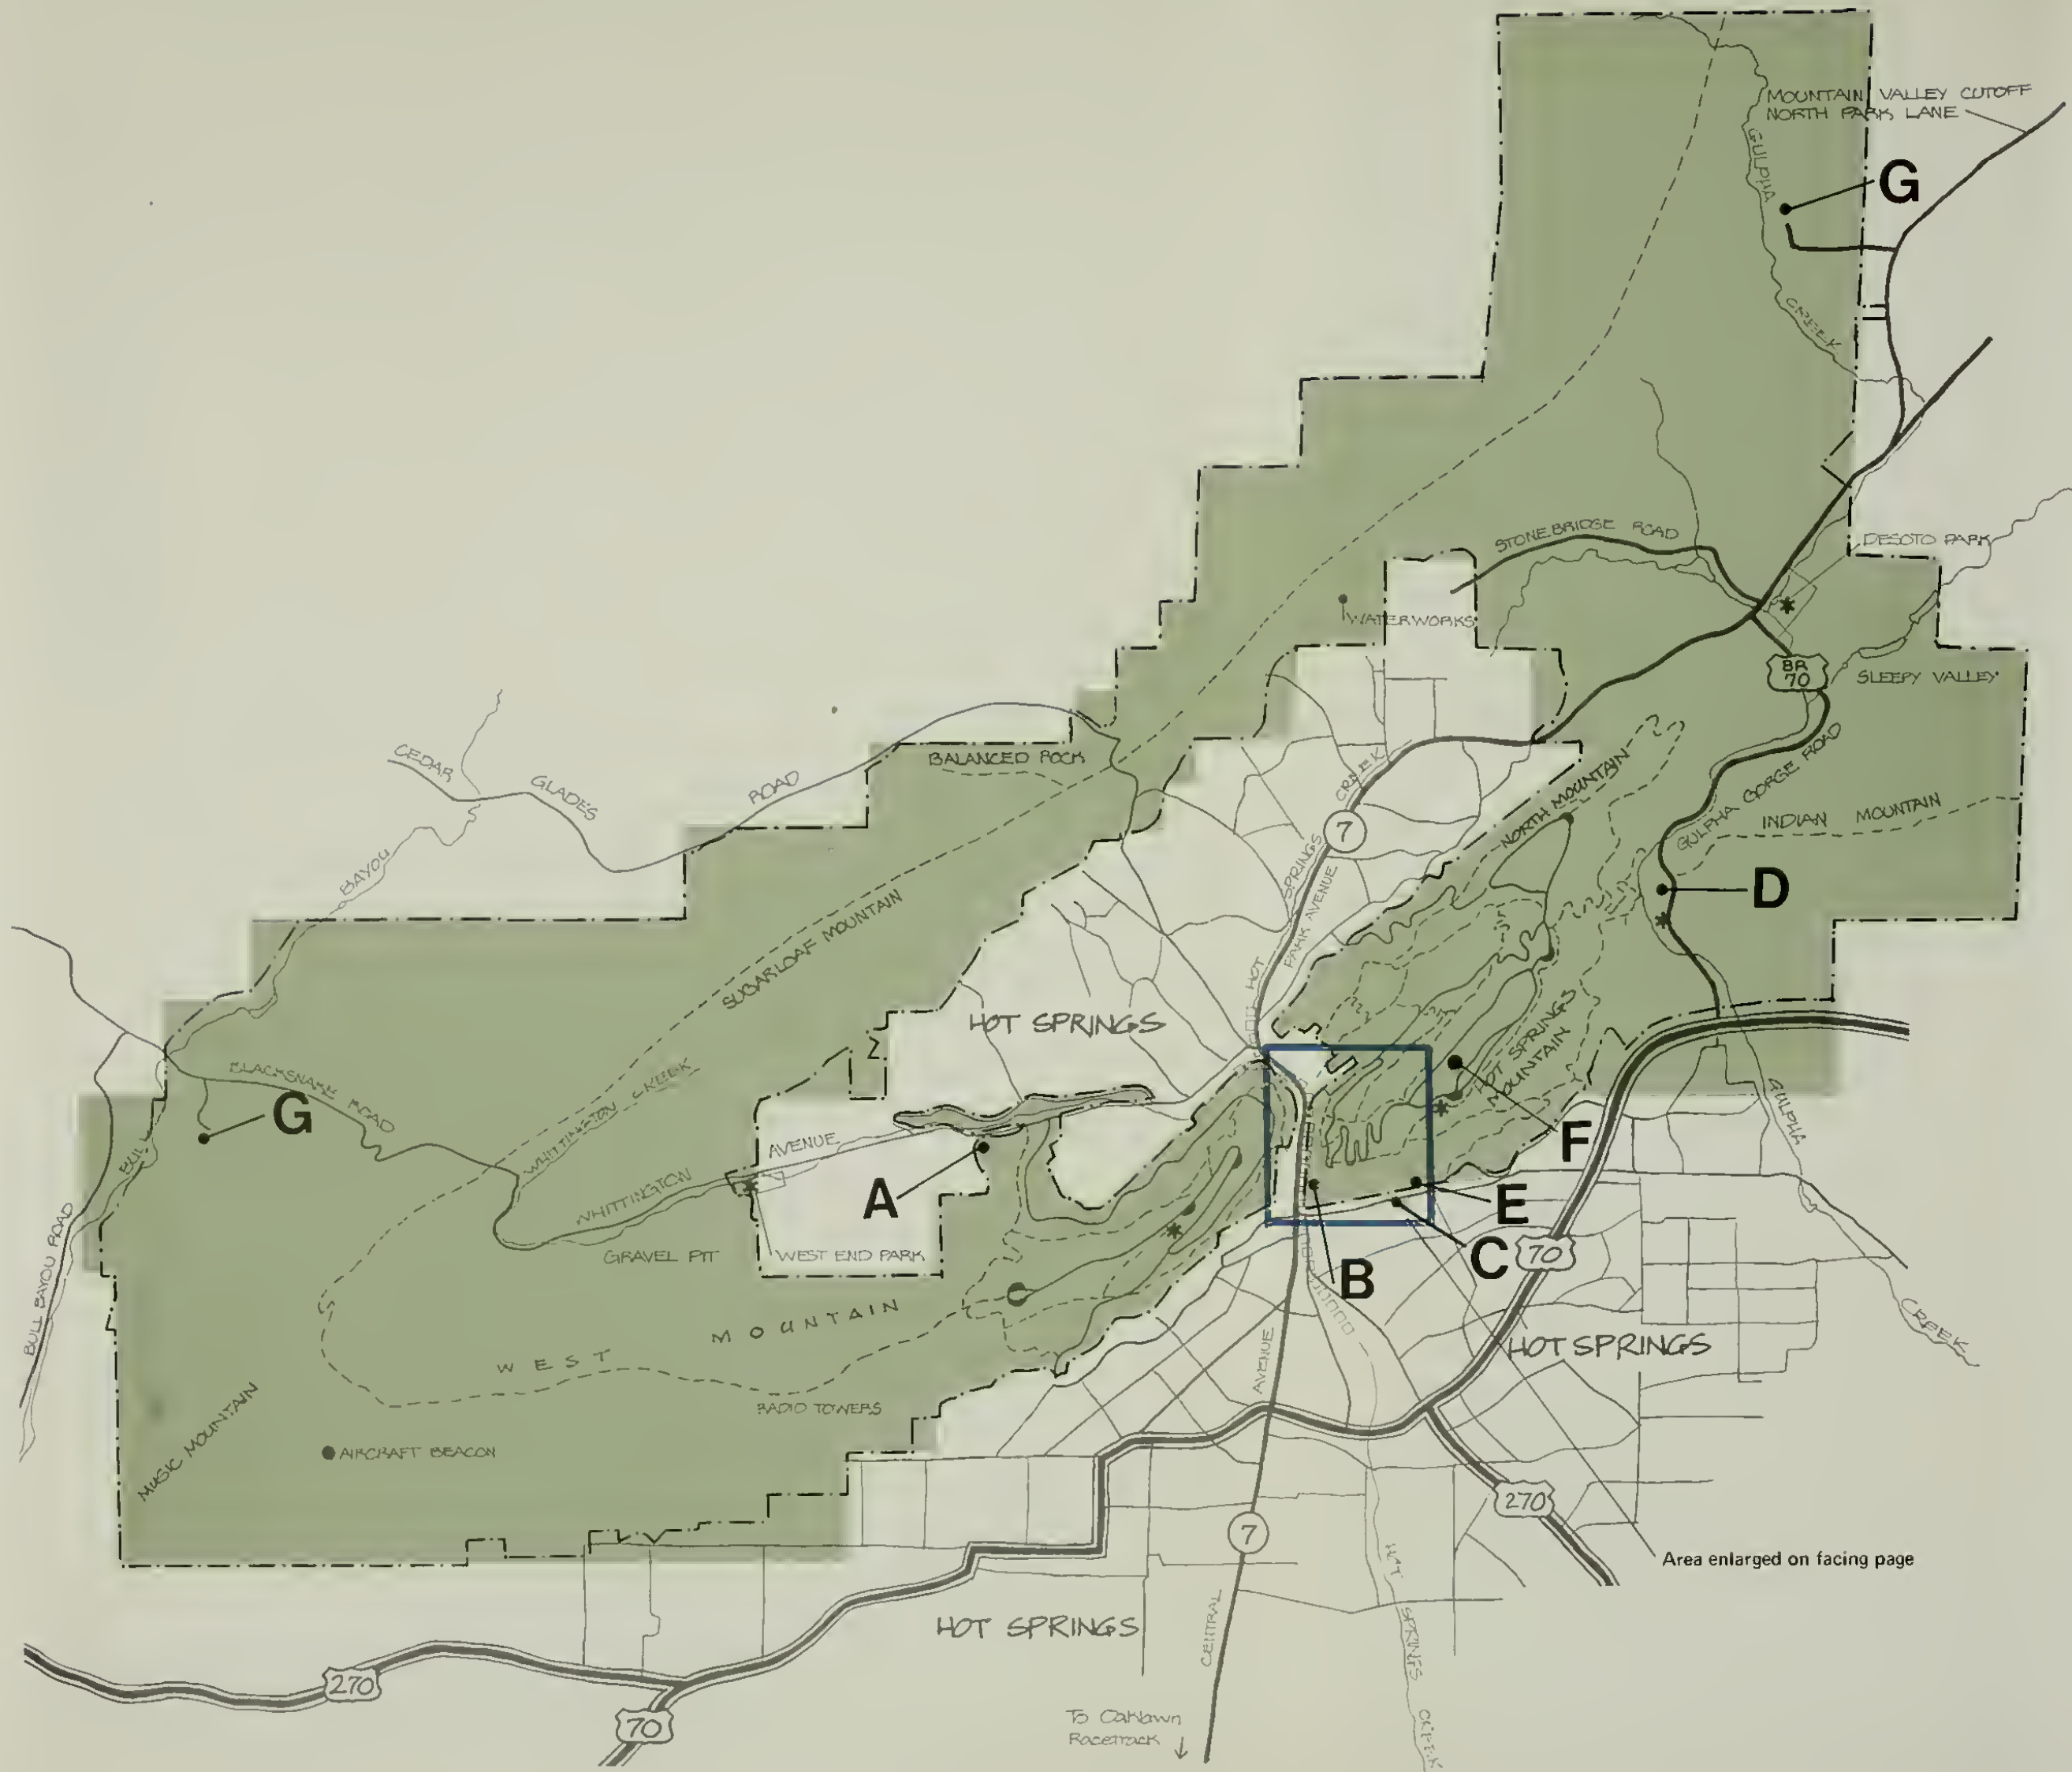 MOUNTAIN VALLEY CUTOFF
NORTH PARK LANE
GULPHA
G
CREEK
STONEBRIDGE ROAD
DESOTO PARK
WATERWORKS
BR
70
SLEEPY VALLEY
CEDAR
GLADES
ROAD
BALANCED ROCK
CREEK
NORTH MOUNTAIN
GULPHA GORGE ROAD
INDIAN MOUNTAIN
7
BAYOU
SPRINGS
PARK AVENUE
D
SUGARLOAF MOUNTAIN
HOT
HOT SPRINGS
HOT SPRINGS
MOUNTAIN
BLACKSNAKE ROAD
WHITTINGTON CREEK
G
GULPHA
BULL
AVENUE
F
WHITTINGTON
A
E
BULL BAYOU ROAD
GRAVEL PIT
WEST END PARK
C
70
B
MOUNTAIN
CREEK
WEST
AVENUE
HOT SPRINGS
RADIO TOWERS
MUSIC MOUNTAIN
AIRCRAFT BEACON
270
7
HOT
Area enlarged on facing page
HOT SPRINGS
CENTRAL
SPRINGS
270
70
To Oaklawn
Racetrack
CREEK